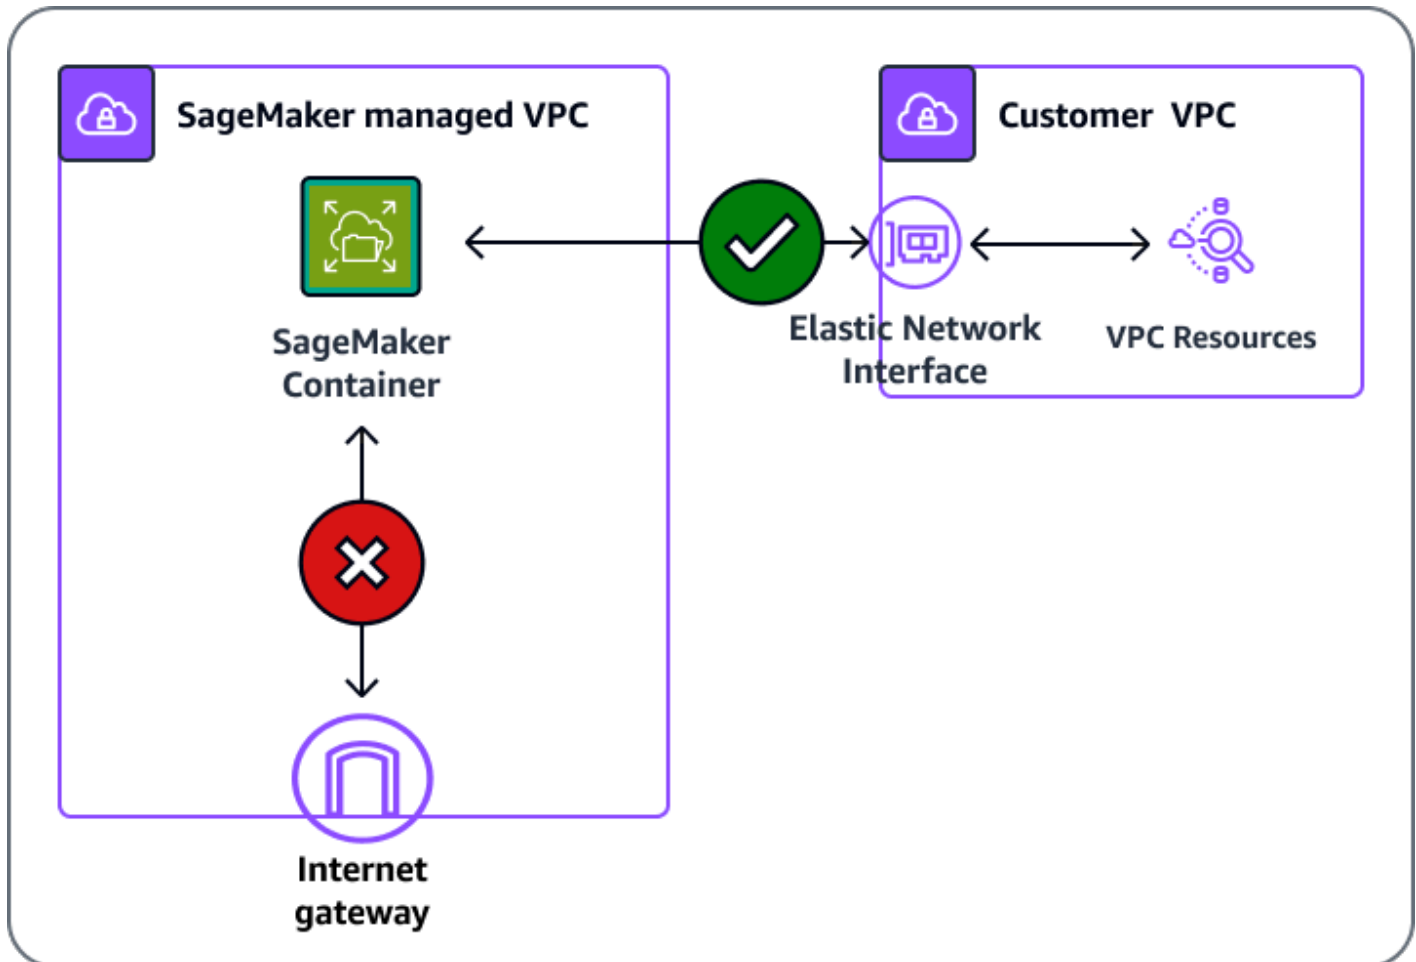 SageMaker managed VPC
Customer VPC
SageMaker
Container
Elastic Network
Interface
VPC Resources
Internet
gateway